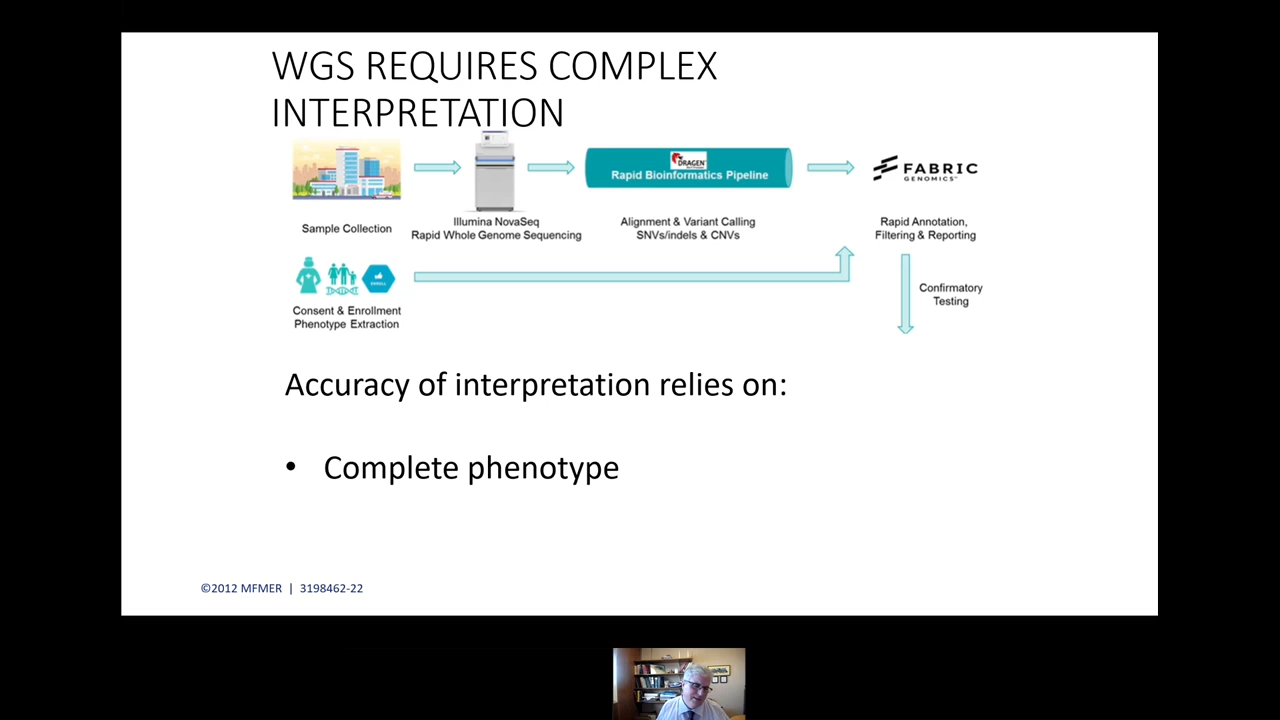 WGS REQUIRES COMPLEX
INTERPRETATION
DRAGEN
Rapid Bioinformatics Pipeline
FABRIC
GENOMICS™
Sample Collection
Illumina NovaSeq
Rapid Whole Genome Sequencing
Alignment & Variant Calling
SNVs/indels & CNVs
Rapid Annotation,
Filtering & Reporting
ENROLL
Consent & Enrollment
Phenotype Extraction
Confirmatory
Testing
Accuracy of interpretation relies on:
• Complete phenotype
©2012 MFMER | 3198462-22